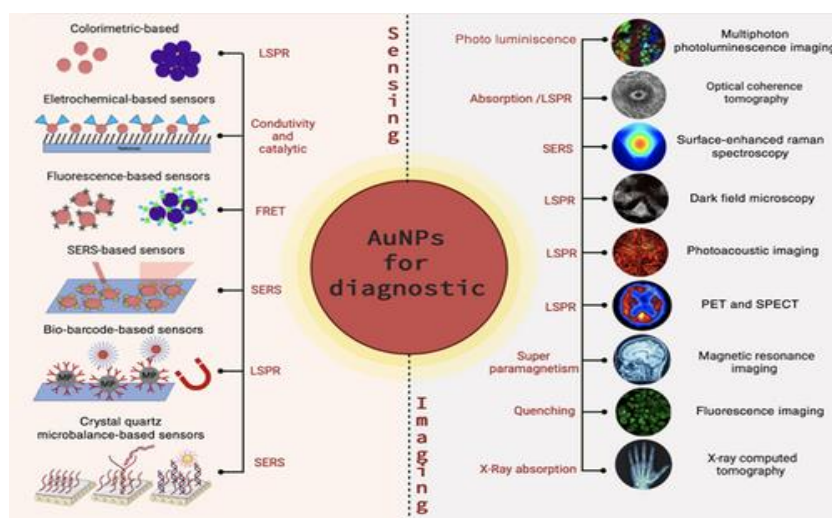 Colorimetric-based
LSPR
Eletrochemical-based sensors
Condutivity
and
catalytic
Fluorescence-based sensors
FRET
SERS-based sensors
SERS
Bio-barcode-based sensors
MP
MP
MP
LSPR
Crystal quartz
microbalance-based sensors
SERS
Sensing
AuNPs
for
diagnostic
Imaging
Photo luminiscence
Multiphoton
photoluminescence imaging
Absorption /LSPR
Optical coherence
tomography
SERS
Surface-enhanced raman
spectroscopy
LSPR
Dark field microscopy
LSPR
Photoacoustic imaging
LSPR
PET and SPECT
Super
paramagnetism
Magnetic resonance
imaging
Quenching
Fluorescence imaging
X-Ray absorption
X-ray computed
tomography